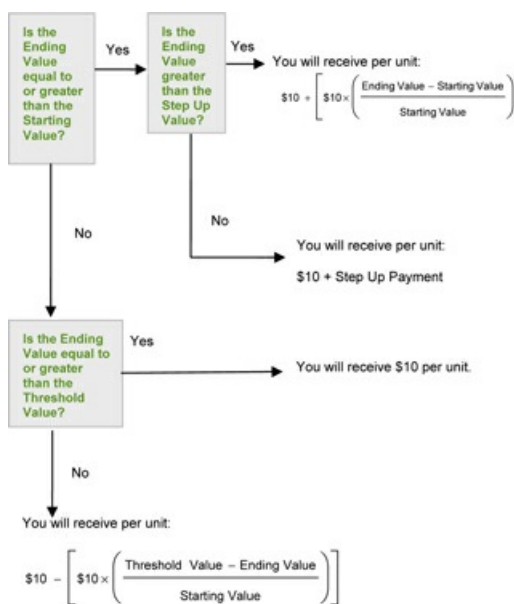 Is the
Ending
Value
equal to
or greater
than the
Starting
Value?
Yes
Is the
Ending
Value
greater
than the
Step Up
Value?
Yes
You will receive per unit:
$10 + [ $10 × ( Ending Value − Starting Value
Starting Value )
No
You will receive per unit:
$10 + Step Up Payment
No
Is the Ending
Value equal to
or greater
than the
Threshold
Value?
Yes
You will receive $10 per unit.
No
You will receive per unit:
$10 − [ $10 × ( Threshold Value − Ending Value
Starting Value ) ]